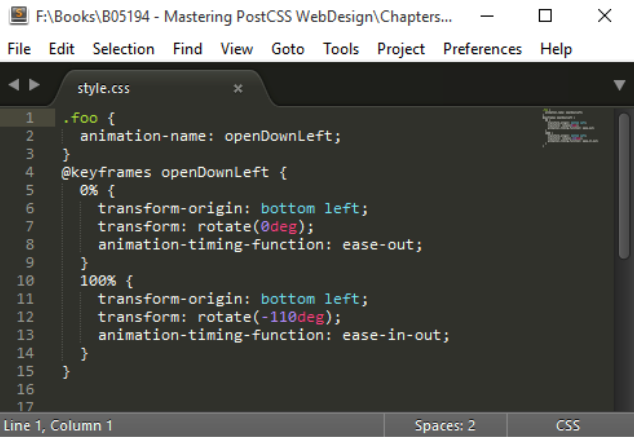 F:\Books\B05194 - Mastering PostCSS WebDesign\Chapters...
File Edit Selection Find View Goto Tools Project Preferences Help
style.css
1 .foo {
2   animation-name: openDownLeft;
3 }
4 @keyframes openDownLeft {
5   0% {
6     transform-origin: bottom left;
7     transform: rotate(0deg);
8     animation-timing-function: ease-out;
9   }
10   100% {
11     transform-origin: bottom left;
12     transform: rotate(-110deg);
13     animation-timing-function: ease-in-out;
14   }
15 }
16
17
Line 1, Column 1 Spaces: 2 CSS